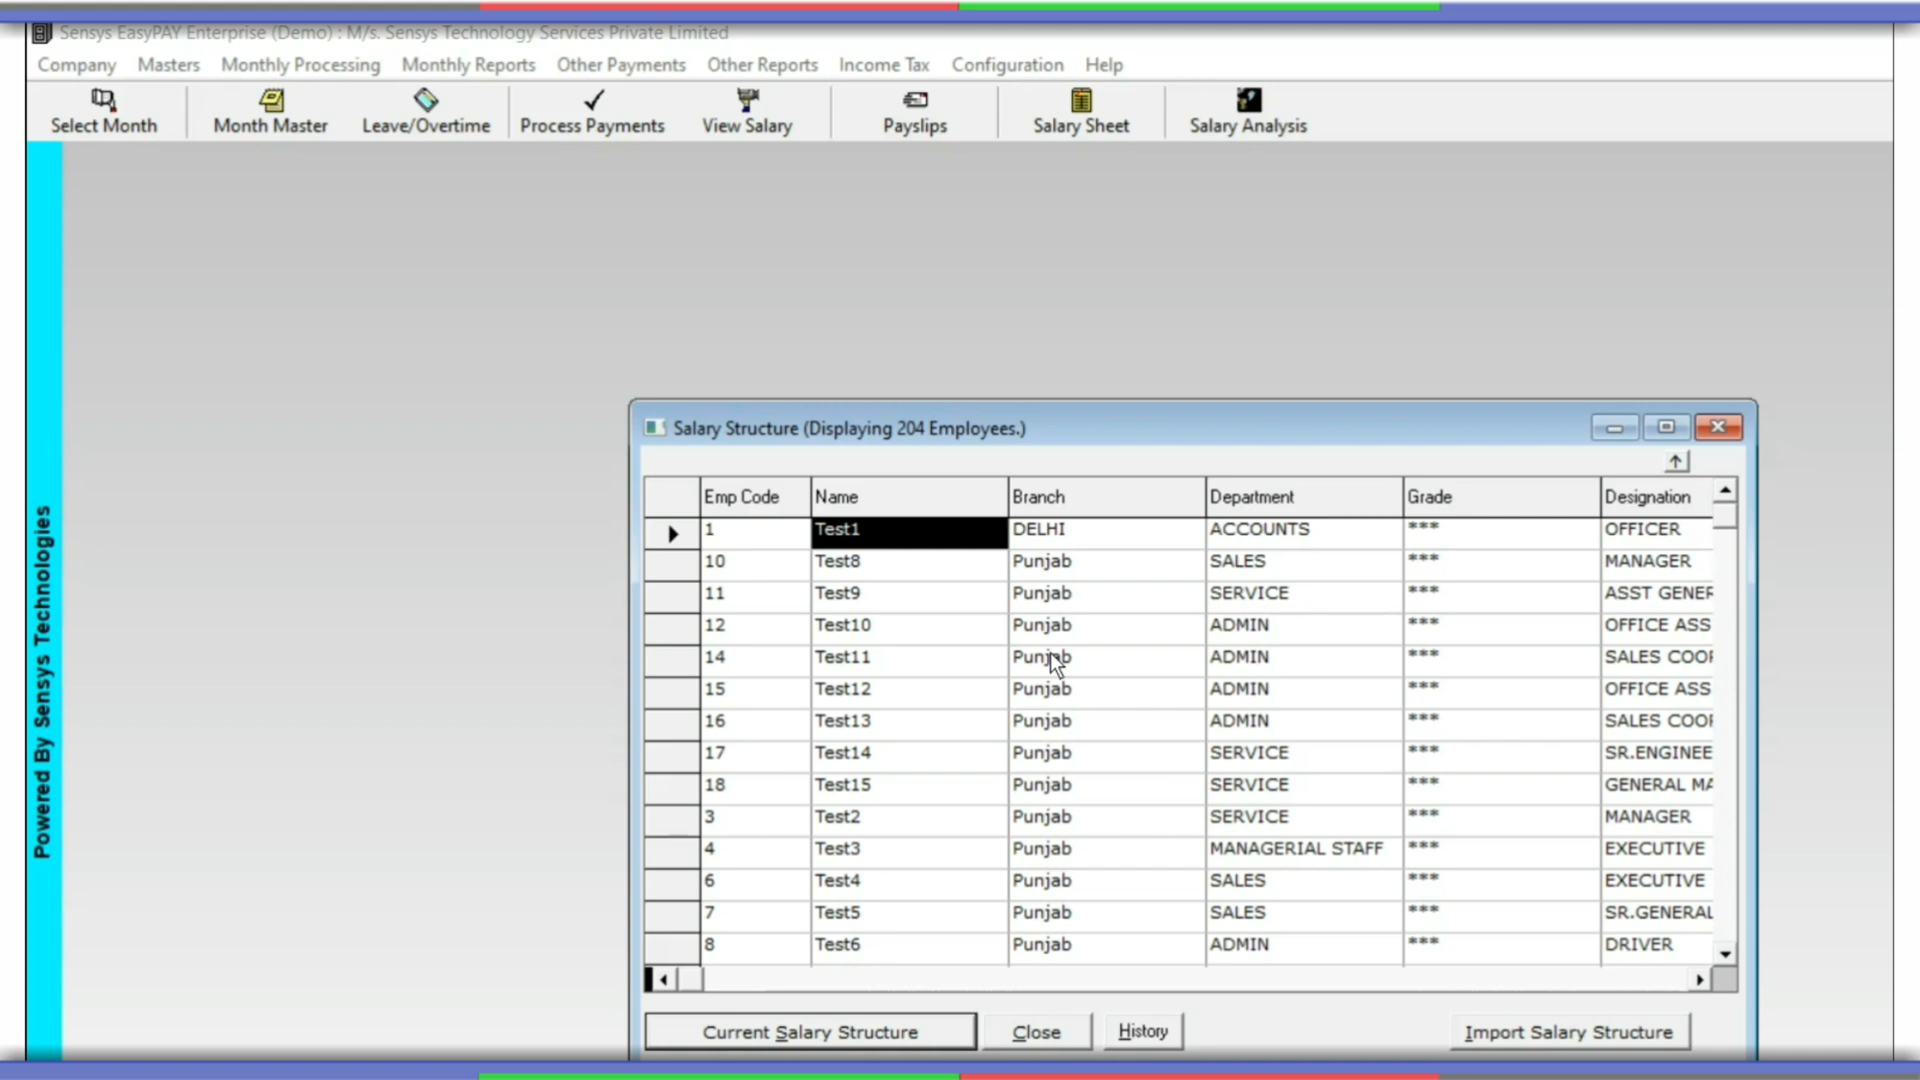 Sensys EasyPAY Enterprise (Demo) : M/s. Sensys Technology Services Private Limited
Company Masters Monthly Processing Monthly Reports Other Payments Other Reports Income Tax Configuration Help
Select Month Month Master Leave/Overtime Process Payments View Salary Payslips Salary Sheet Salary Analysis
Powered By Sensys Technologies
Salary Structure (Displaying 204 Employees.)
Emp Code Name Branch Department Grade Designation
1 Test1 DELHI ACCOUNTS *** OFFICER
10 Test8 Punjab SALES *** MANAGER
11 Test9 Punjab SERVICE *** ASST GENER
12 Test10 Punjab ADMIN *** OFFICE ASS
14 Test11 Punjab ADMIN *** SALES COOR
15 Test12 Punjab ADMIN *** OFFICE ASS
16 Test13 Punjab ADMIN *** SALES COOR
17 Test14 Punjab SERVICE *** SR.ENGINEE
18 Test15 Punjab SERVICE *** GENERAL MA
3 Test2 Punjab SERVICE *** MANAGER
4 Test3 Punjab MANAGERIAL STAFF *** EXECUTIVE
6 Test4 Punjab SALES *** EXECUTIVE
7 Test5 Punjab SALES *** SR.GENERAL
8 Test6 Punjab ADMIN *** DRIVER
Current Salary Structure Close History Import Salary Structure